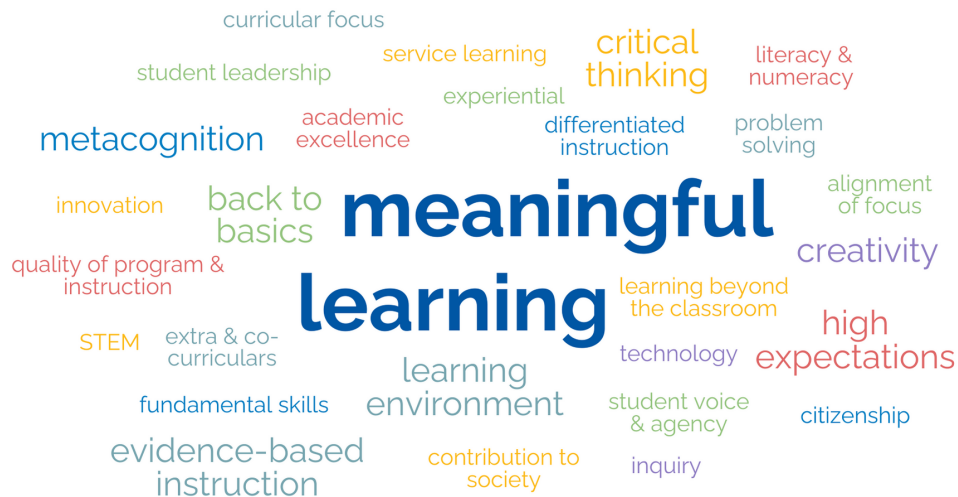 curricular focus
service learning
critical
thinking
literacy &
numeracy
student leadership
experiential
metacognition
academic
excellence
differentiated
instruction
problem
solving
innovation
back to
basics
meaningful
learning
alignment
of focus
creativity
quality of program &
instruction
learning beyond
the classroom
high
expectations
STEM
extra & co-
curriculars
technology
learning
environment
fundamental skills
student voice
& agency
citizenship
evidence-based
instruction
contribution to
society
inquiry